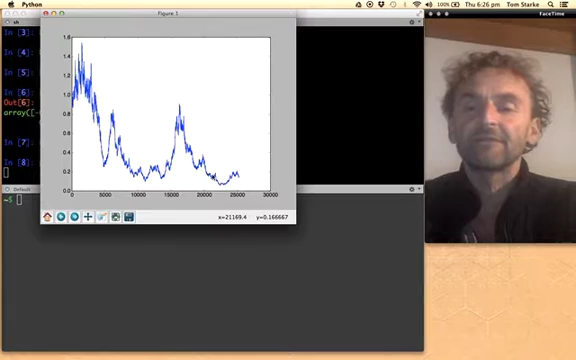 Python
100%
Thu 6:26 pm
Tom Starke
sh
Figure 1
FaceTime
In [3]:
In [4]:
In [5]:
In [6]:
Out[6]:
array([-
In [7]:
In [8]:
1.6
1.4
1.2
1.0
0.8
0.6
0.4
0.2
0.0
0
5000
10000
15000
20000
25000
30000
x=21169.4
y=0.166667
Default
~$